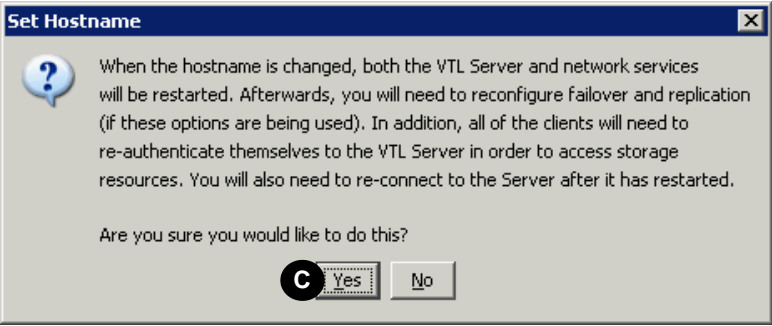 Set Hostname
When the hostname is changed, both the VTL Server and network services
will be restarted. Afterwards, you will need to reconfigure failover and replication
(if these options are being used). In addition, all of the clients will need to
re-authenticate themselves to the VTL Server in order to access storage
resources. You will also need to re-connect to the Server after it has restarted.
Are you sure you would like to do this?
C Yes No